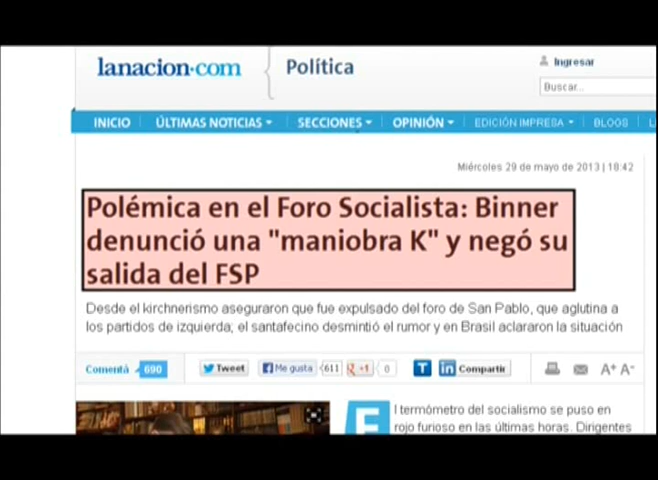 lanacion.com
Política
Ingresar
Buscar...
INICIO ÚLTIMAS NOTICIAS SECCIONES OPINIÓN EDICIÓN IMPRESA BLOGS
Miércoles 29 de mayo de 2013 | 18:42
Polémica en el Foro Socialista: Binner
denunció una "maniobra K" y negó su
salida del FSP
Desde el kirchnerismo aseguraron que fue expulsado del foro de San Pablo, que aglutina a
los partidos de izquierda; el santafecino desmintió el rumor y en Brasil aclararon la situación
Comentá 690 Tweet Me gusta 611 +1 0 T in Compartir A+ A-
El termómetro del socialismo se puso en
rojo furioso en las últimas horas. Dirigentes